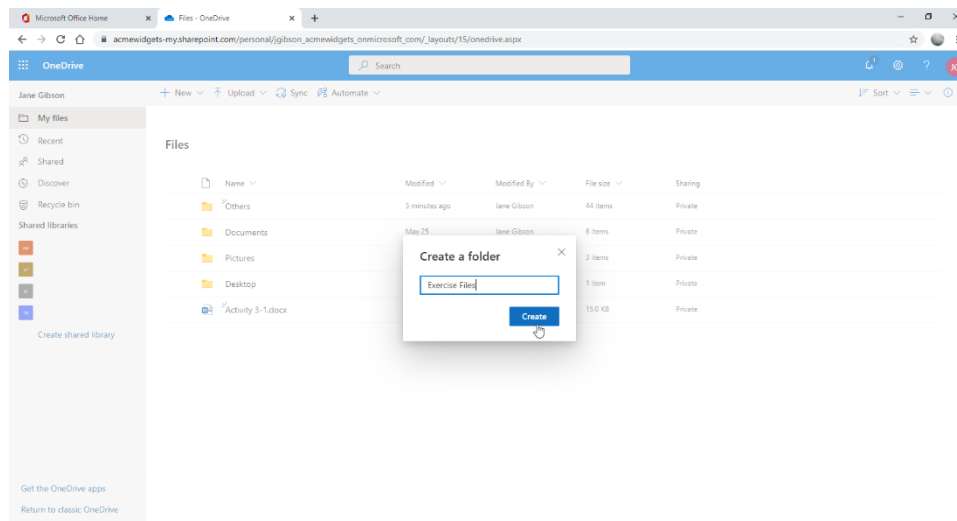 Microsoft Office Home
Files - OneDrive
acmewidgets-my.sharepoint.com/personal/jgibson_acmewidgets_onmicrosoft_com/_layouts/15/onedrive.aspx
OneDrive
Search
Jane Gibson
New Upload Sync Automate
Sort
My files
Recent
Shared
Discover
Recycle bin
Shared libraries
Create shared library
Get the OneDrive apps
Return to classic OneDrive
Files
Name Modified Modified By File size Sharing
Others 5 minutes ago Jane Gibson 44 items Private
Documents May 25 Jane Gibson 6 items Private
Pictures 3 items Private
Desktop 1 item Private
Activity 3-1.docx 15.0 KB Private
Create a folder
Exercise Files
Create